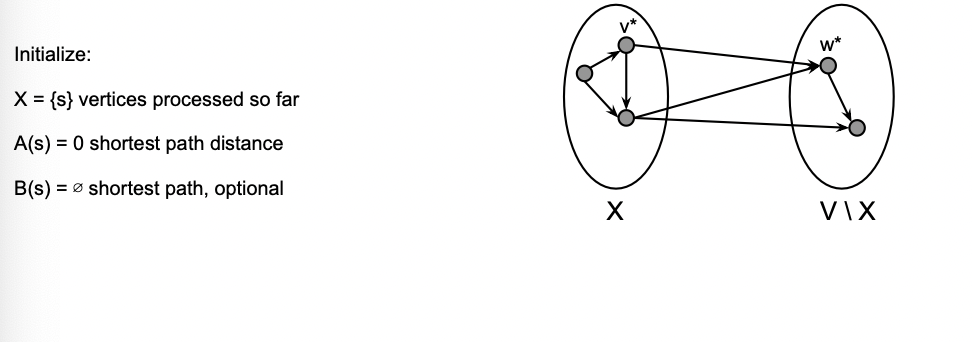 Initialize:
X = {s} vertices processed so far
A(s) = 0 shortest path distance
B(s) = ∅ shortest path, optional
v*
w*
X
V \ X